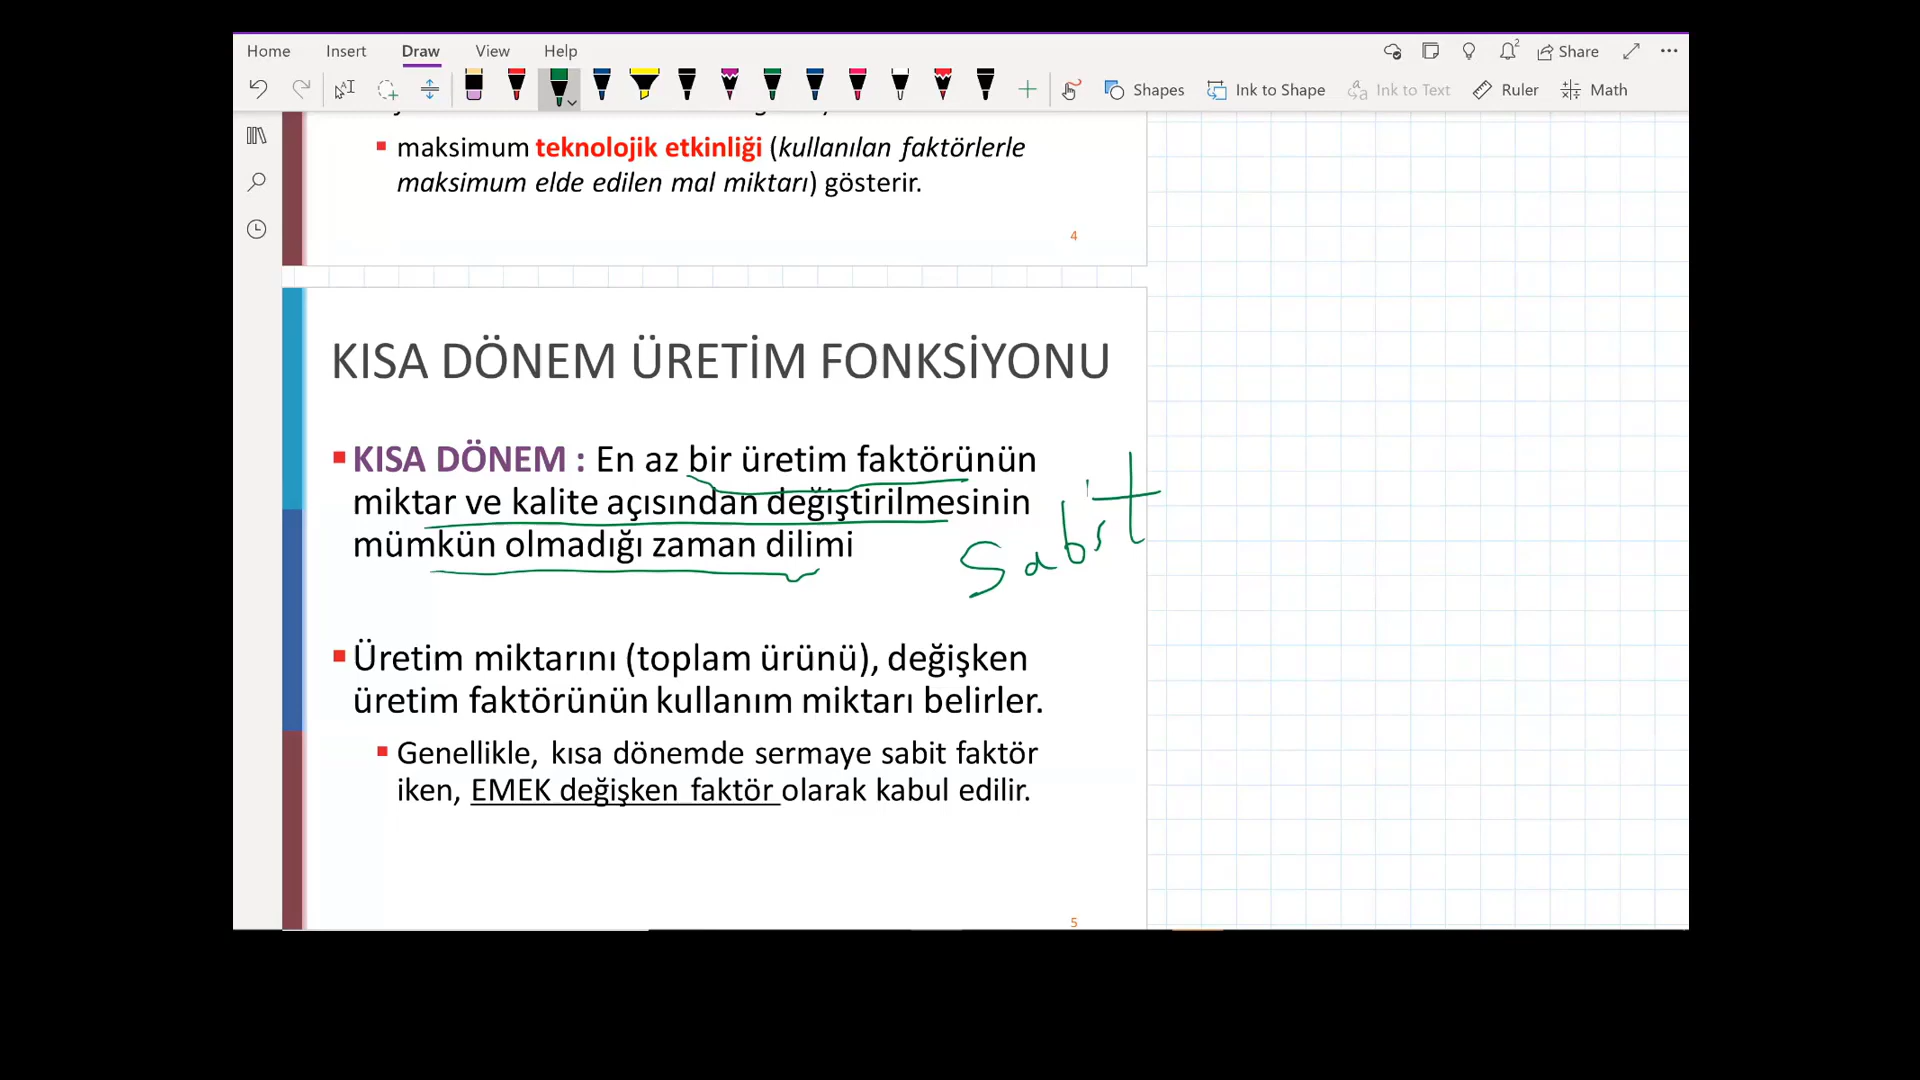 Home Insert Draw View Help
2 Share
Shapes Ink to Shape Ink to Text Ruler Math
maksimum teknolojik etkinliği (kullanılan faktörlerle
maksimum elde edilen mal miktarı) gösterir.
4
KISA DÖNEM ÜRETİM FONKSİYONU
KISA DÖNEM : En az bir üretim faktörünün
miktar ve kalite açısından değiştirilmesinin
mümkün olmadığı zaman dilimi
Sabit
Üretim miktarını (toplam ürünü), değişken
üretim faktörünün kullanım miktarı belirler.
Genellikle, kısa dönemde sermaye sabit faktör
iken, EMEK değişken faktör olarak kabul edilir.
5